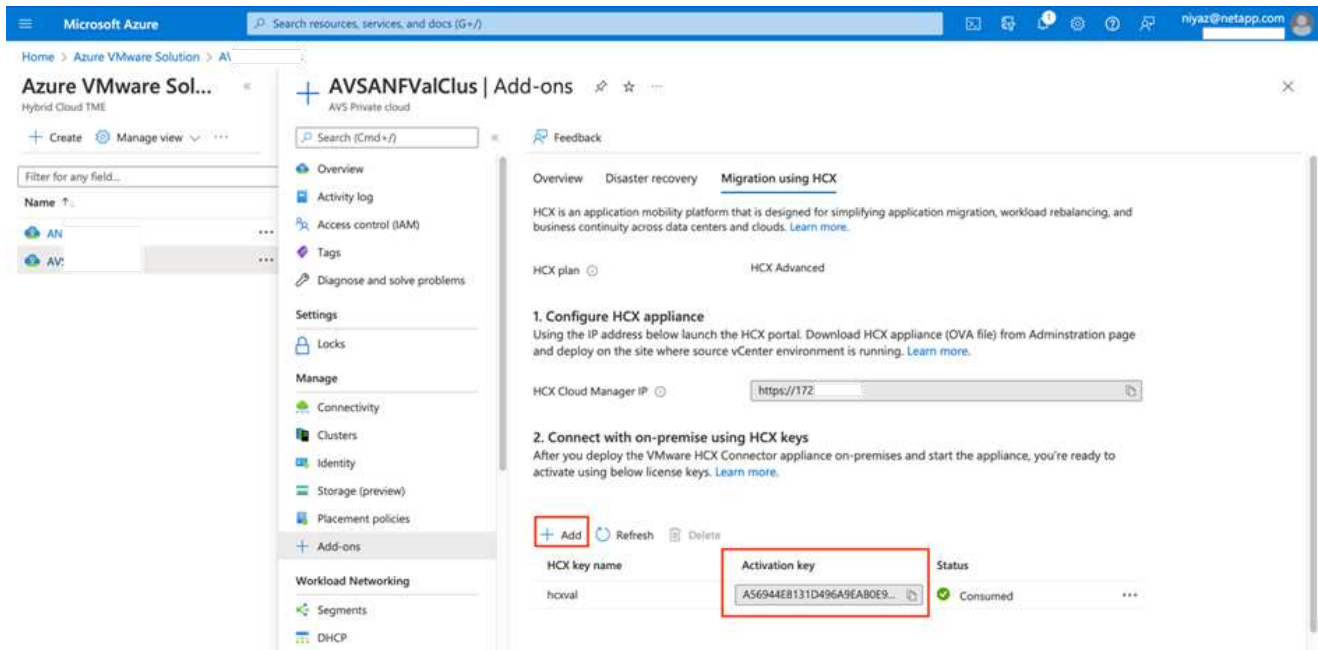 Microsoft Azure
Search resources, services, and docs (G+/)
1
niyaz@netapp.com
Home > Azure VMware Solution >
Azure VMware Sol...
Hybrid Cloud TME
+ Create
Manage view
...
Filter for any field...
Name ↑
AN
...
AVS
...
AVSANFValClus | Add-ons
...
AVS Private cloud
Search (Cmd+/)
Overview
Activity log
Access control (IAM)
Tags
Diagnose and solve problems
Settings
Locks
Manage
Connectivity
Clusters
Identity
Storage (preview)
Placement policies
+ Add-ons
Workload Networking
Segments
DHCP
Feedback
Overview Disaster recovery Migration using HCX
HCX is an application mobility platform that is designed for simplifying application migration, workload rebalancing, and
business continuity across data centers and clouds. Learn more.
HCX plan
HCX Advanced
1. Configure HCX appliance
Using the IP address below launch the HCX portal. Download HCX appliance (OVA file) from Adminstration page
and deploy on the site where source vCenter environment is running. Learn more.
HCX Cloud Manager IP
https://172
2. Connect with on-premise using HCX keys
After you deploy the VMware HCX Connector appliance on-premises and start the appliance, you're ready to
activate using below license keys. Learn more.
+ Add Refresh Delete
HCX key name Activation key Status
hcxval A56944E8131D496A9EAB0E9... Consumed ...